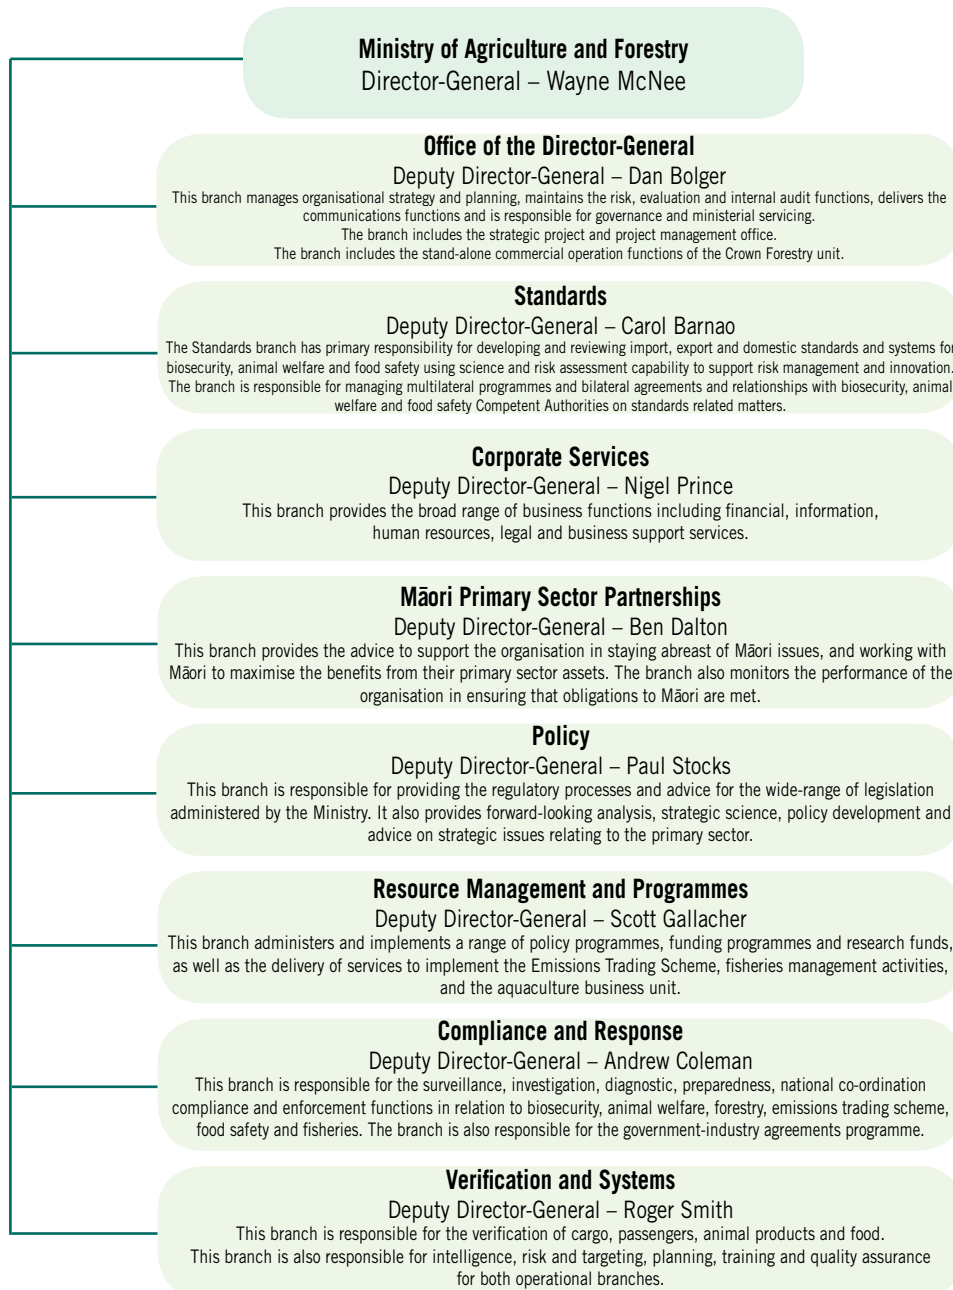 Ministry of Agriculture and Forestry
Director-General – Wayne McNee
Office of the Director-General
Deputy Director-General – Dan Bolger
This branch manages organisational strategy and planning, maintains the risk, evaluation and internal audit functions, delivers the
communications functions and is responsible for governance and ministerial servicing.
The branch includes the strategic project and project management office.
The branch includes the stand-alone commercial operation functions of the Crown Forestry unit.
Standards
Deputy Director-General – Carol Barnao
The Standards branch has primary responsibility for developing and reviewing import, export and domestic standards and systems for
biosecurity, animal welfare and food safety using science and risk assessment capability to support risk management and innovation.
The branch is responsible for managing multilateral programmes and bilateral agreements and relationships with biosecurity, animal
welfare and food safety Competent Authorities on standards related matters.
Corporate Services
Deputy Director-General – Nigel Prince
This branch provides the broad range of business functions including financial, information,
human resources, legal and business support services.
Māori Primary Sector Partnerships
Deputy Director-General – Ben Dalton
This branch provides the advice to support the organisation in staying abreast of Māori issues, and working with
Māori to maximise the benefits from their primary sector assets. The branch also monitors the performance of the
organisation in ensuring that obligations to Māori are met.
Policy
Deputy Director-General – Paul Stocks
This branch is responsible for providing the regulatory processes and advice for the wide-range of legislation
administered by the Ministry. It also provides forward-looking analysis, strategic science, policy development and
advice on strategic issues relating to the primary sector.
Resource Management and Programmes
Deputy Director-General – Scott Gallacher
This branch administers and implements a range of policy programmes, funding programmes and research funds,
as well as the delivery of services to implement the Emissions Trading Scheme, fisheries management activities,
and the aquaculture business unit.
Compliance and Response
Deputy Director-General – Andrew Coleman
This branch is responsible for the surveillance, investigation, diagnostic, preparedness, national co-ordination
compliance and enforcement functions in relation to biosecurity, animal welfare, forestry, emissions trading scheme,
food safety and fisheries. The branch is also responsible for the government-industry agreements programme.
Verification and Systems
Deputy Director-General – Roger Smith
This branch is responsible for the verification of cargo, passengers, animal products and food.
This branch is also responsible for intelligence, risk and targeting, planning, training and quality assurance
for both operational branches.